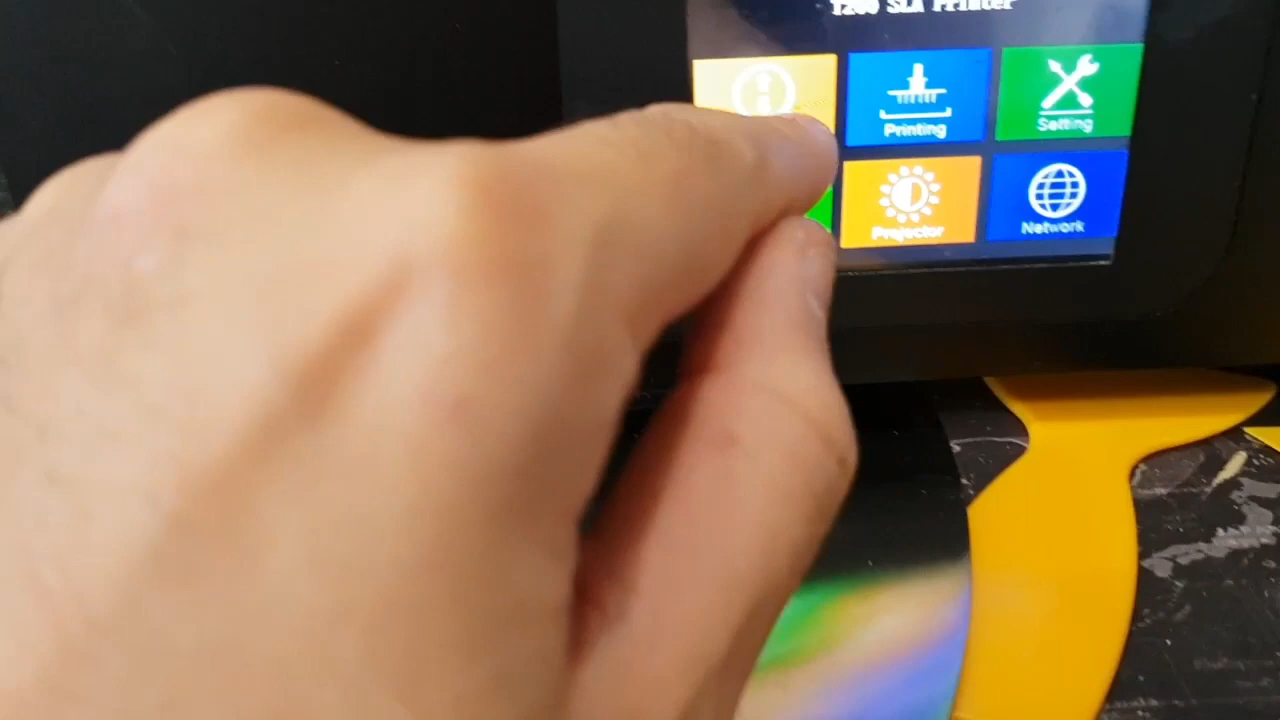 SLA Printer
Printing
Setting
Projector
Network